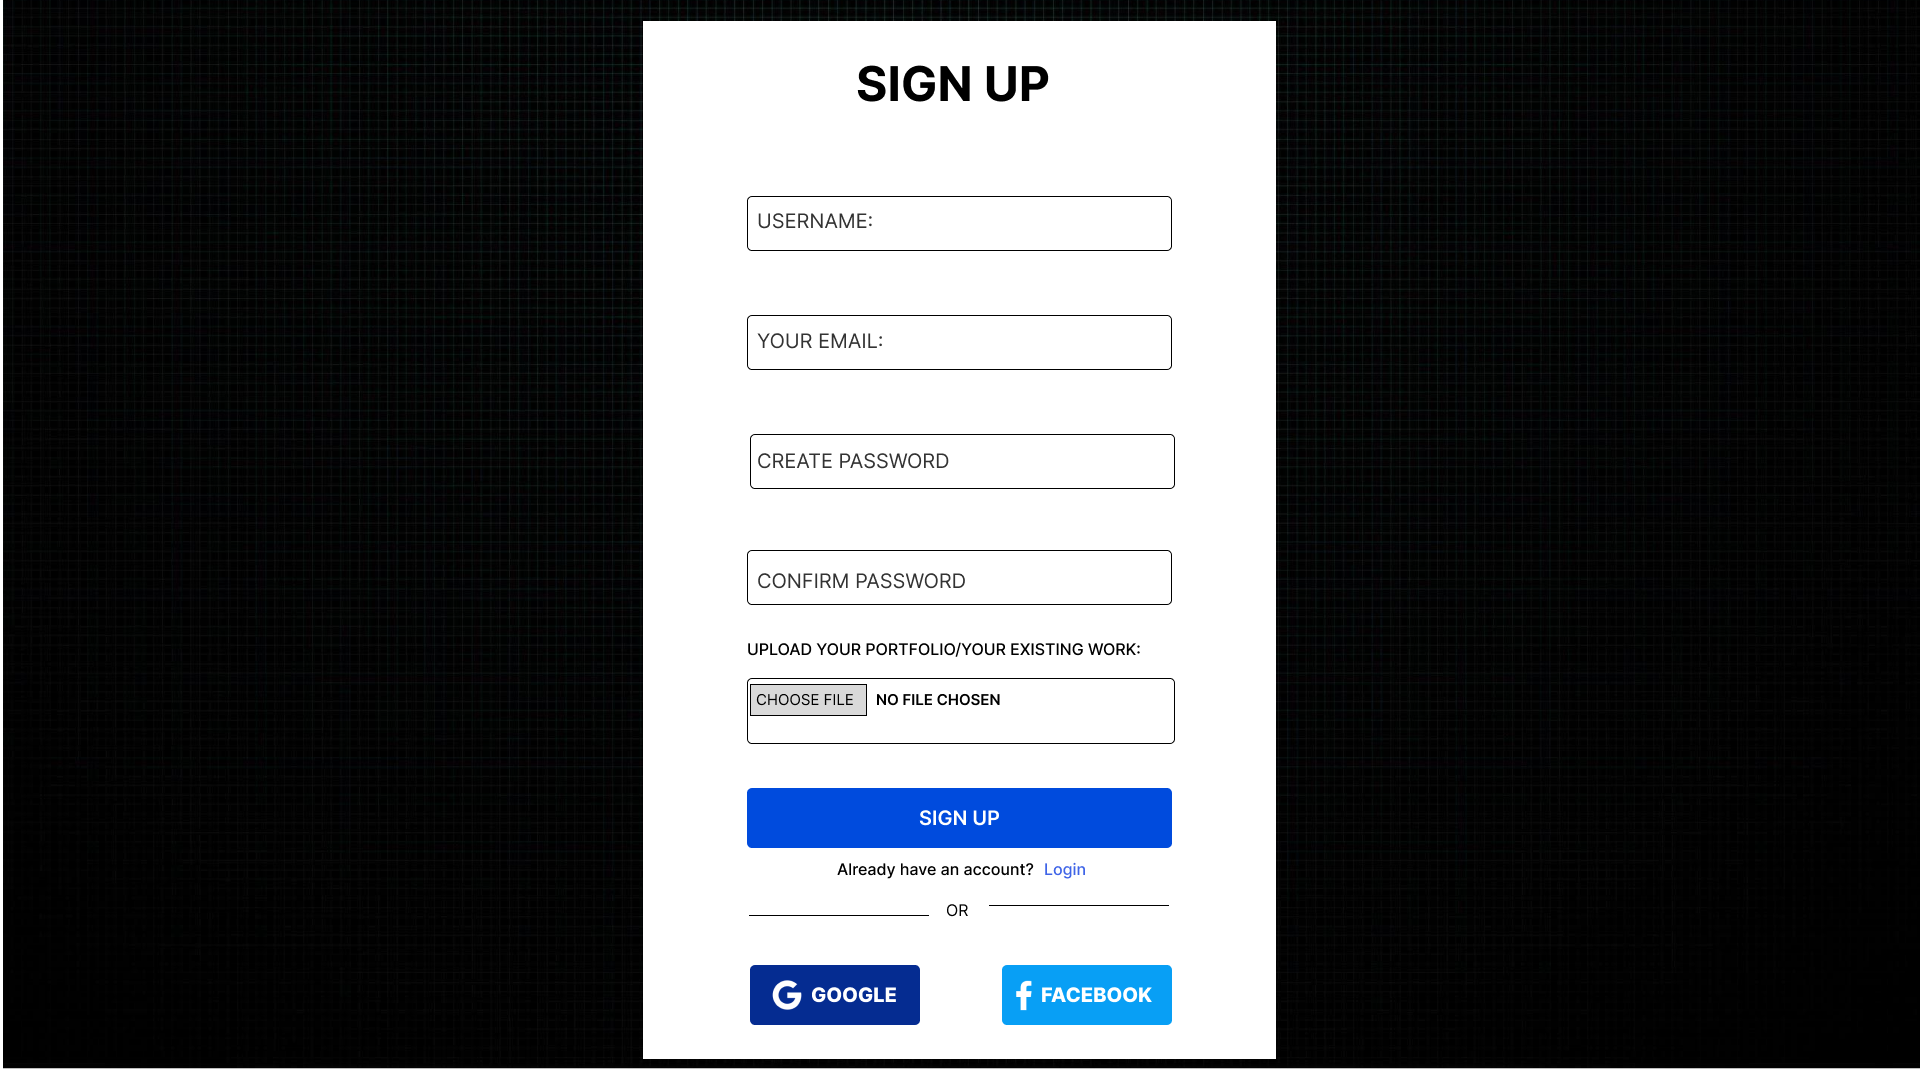 SIGN UP
USERNAME:
YOUR EMAIL:
CREATE PASSWORD
CONFIRM PASSWORD
UPLOAD YOUR PORTFOLIO/YOUR EXISTING WORK:
CHOOSE FILE NO FILE CHOSEN
SIGN UP
Already have an account? Login
OR
GOOGLE FACEBOOK